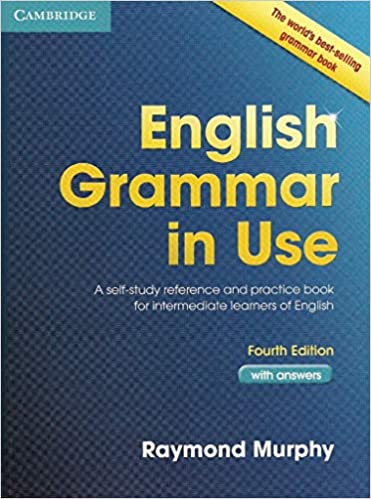 CAMBRIDGE
The world's best-selling
grammar book
English
Grammar
in Use
A self-study reference and practice book
for intermediate learners of English
Fourth Edition
with answers
Raymond Murphy